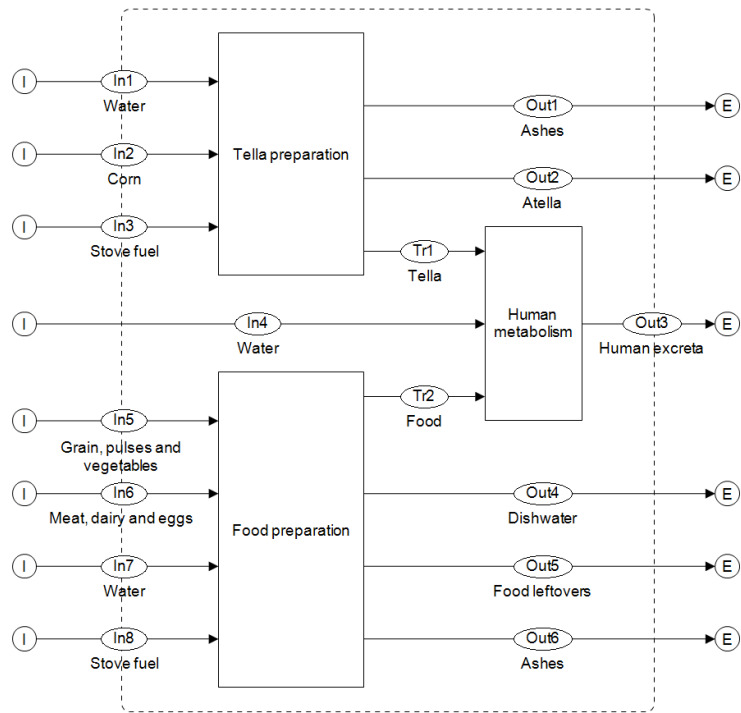 I
In1
Water
Out1
E
Ashes
I
In2
Corn
Tella preparation
Out2
E
Atella
I
In3
Stove fuel
Tr1
Tella
I
In4
Water
Human
metabolism
Out3
E
Human excreta
Tr2
Food
I
In5
Grain, pulses and
vegetables
I
In6
Meat, dairy and eggs
Food preparation
Out4
E
Dishwater
I
In7
Water
Out5
E
Food leftovers
I
In8
Stove fuel
Out6
E
Ashes